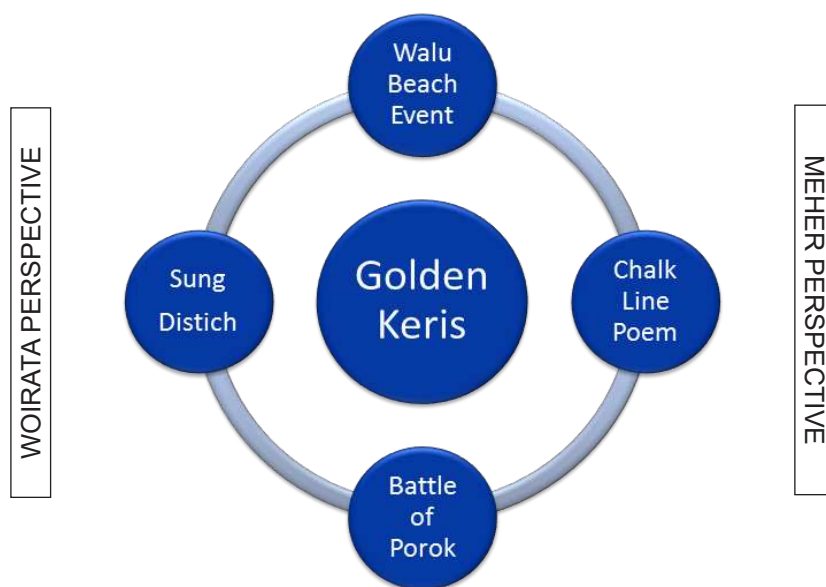 Walu
Beach
Event
WOIRATA PERSPECTIVE
Sung
Distich
Golden
Keris
Chalk
Line
Poem
MEHER PERSPECTIVE
Battle
of
Porok